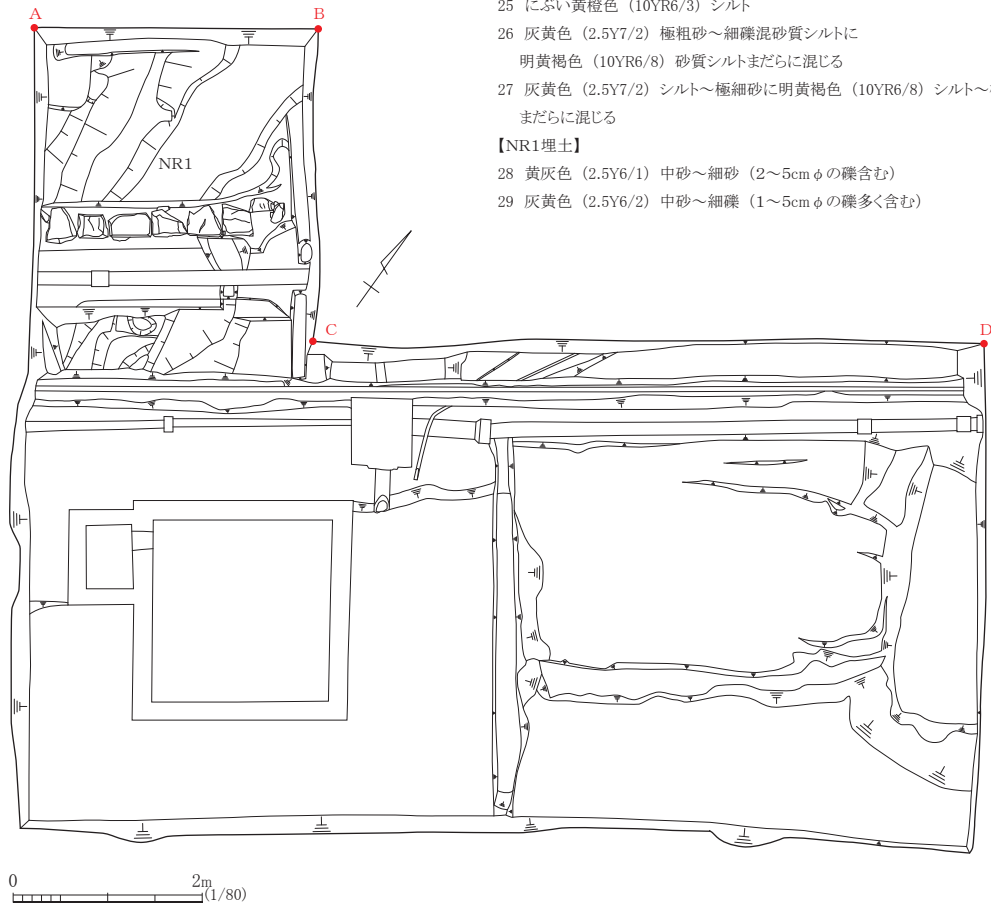 A
B
25 にぶい黄橙色（10YR6/3）シルト
26 灰黄色（2.5Y7/2）極粗砂～細礫混砂質シルトに
明黄褐色（10YR6/8）砂質シルトまだらに混じる
27 灰黄色（2.5Y7/2）シルト～極細砂に明黄褐色（10YR6/8）シルト～
まだらに混じる
【NR1埋土】
28 黄灰色（2.5Y6/1）中砂～細砂（2～5cmφの礫含む）
29 灰黄色（2.5Y6/2）中砂～細礫（1～5cmφの礫多く含む）
NR1
C
D
0 2m
(1/80)